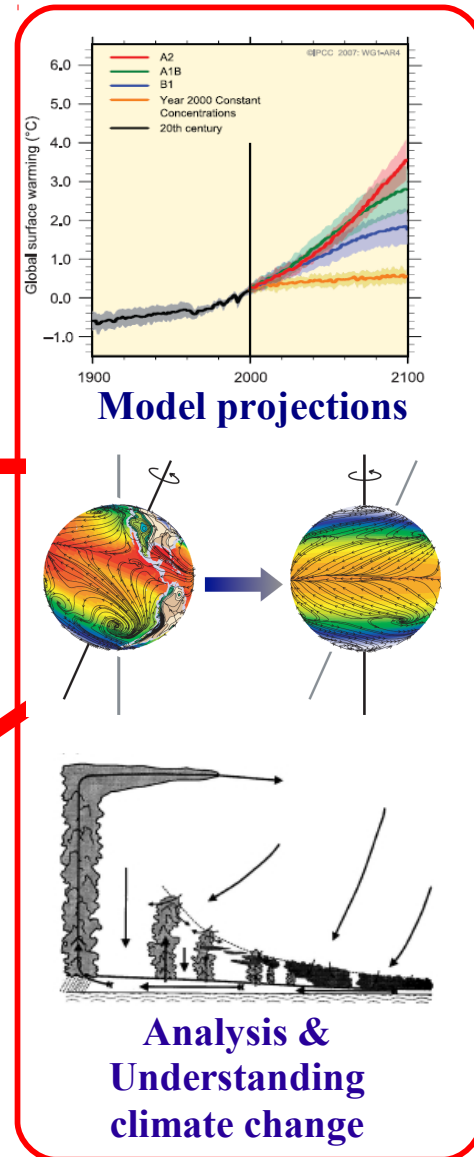 ©IPCC 2007: WG1-AR4
A2
A1B
B1
Year 2000 Constant
Concentrations
20th century
Global surface warming (°C)
6.0
5.0
4.0
3.0
2.0
1.0
0.0
–1.0
1900
2000
2100
Model projections
Analysis &
Understanding
climate change